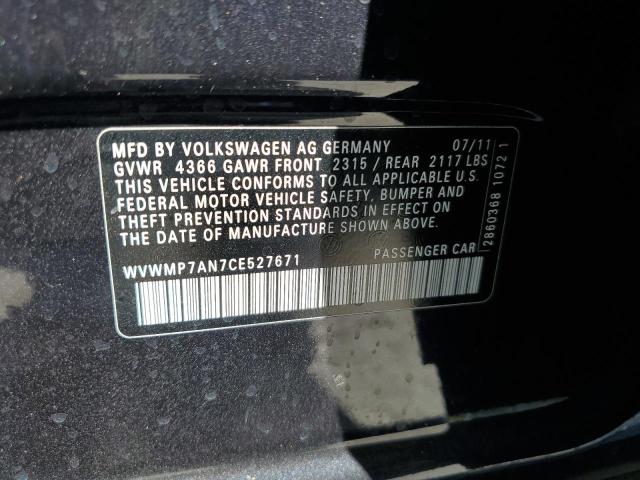 MFD BY VOLKSWAGEN AG GERMANY 07/11
GVWR 4366 GAWR FRONT 2315 / REAR 2117 LBS
THIS VEHICLE CONFORMS TO ALL APPLICABLE U.S.
FEDERAL MOTOR VEHICLE SAFETY, BUMPER AND
THEFT PREVENTION STANDARDS IN EFFECT ON
THE DATE OF MANUFACTURE SHOWN ABOVE.
WVWMP7AN7CE527671 PASSENGER CAR
2860368 1072 1